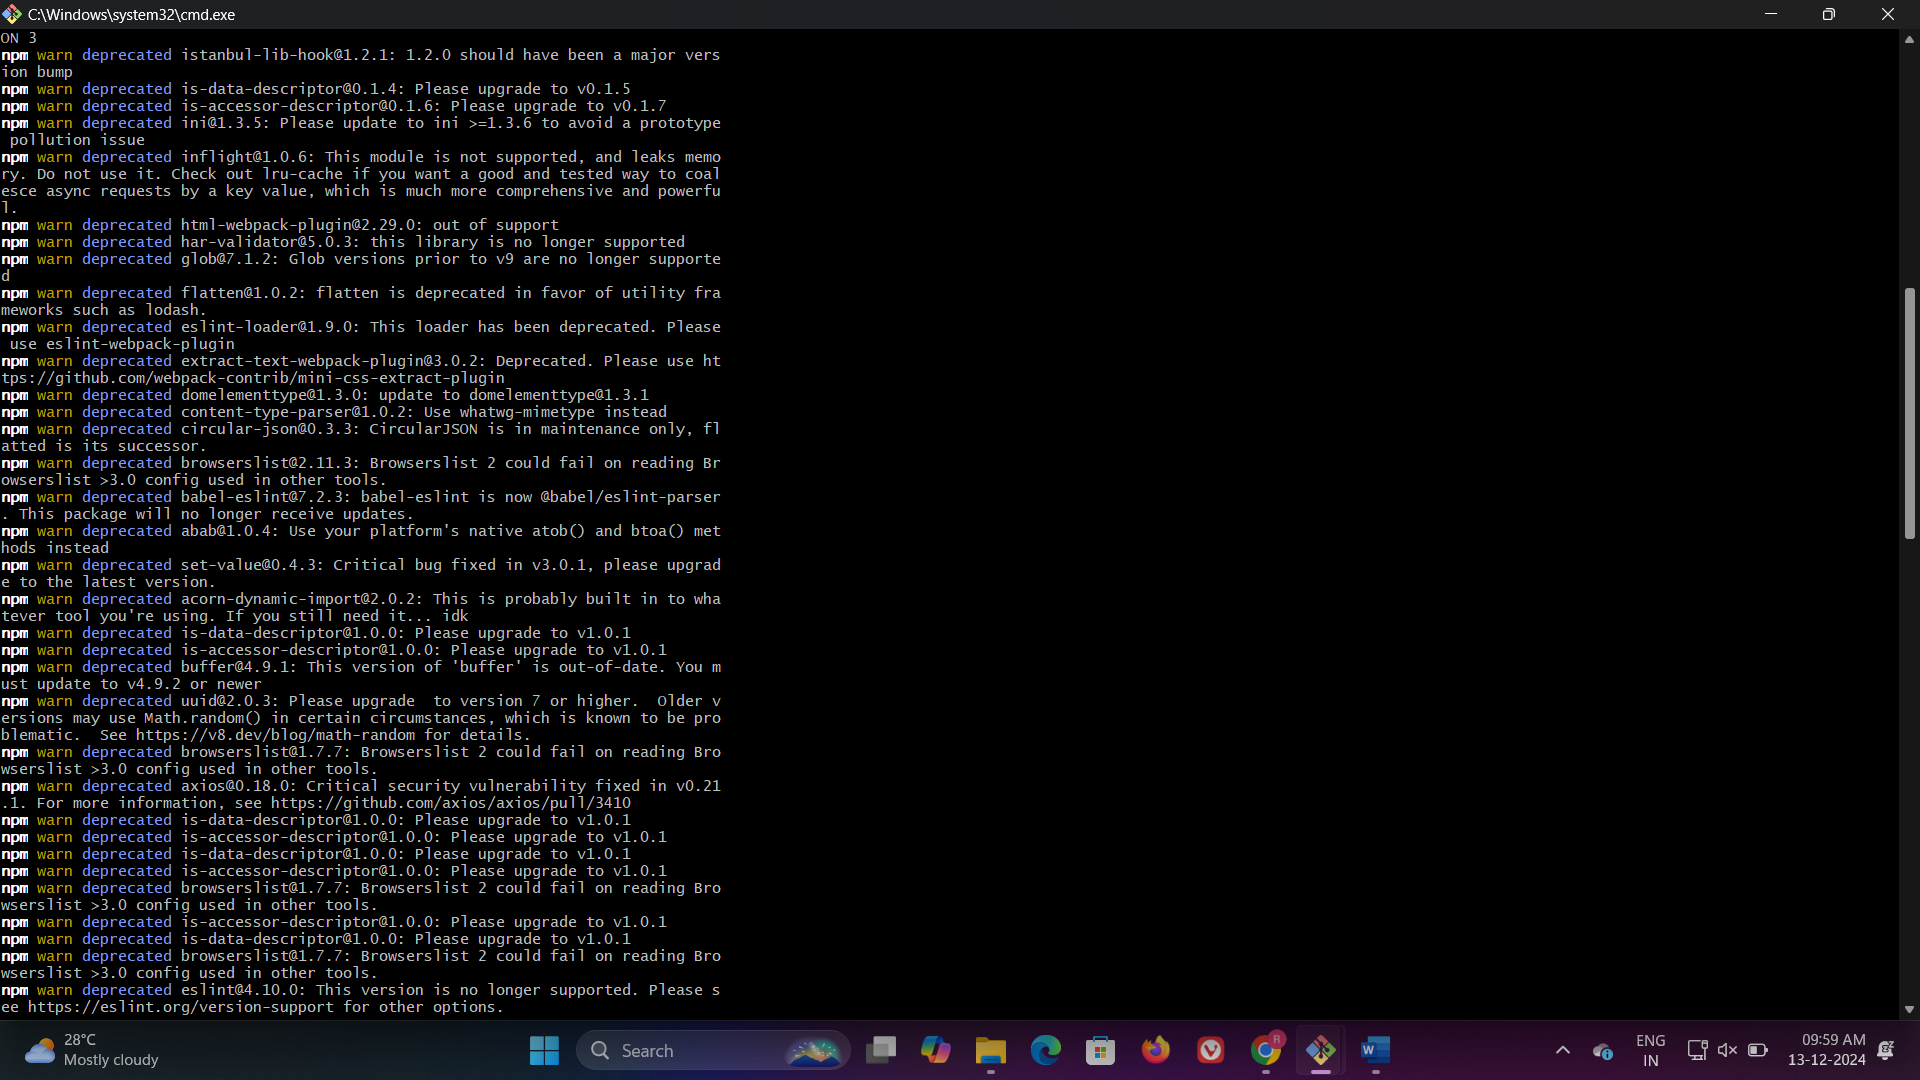 C:\Windows\system32\cmd.exe
ON 3
npm warn deprecated istanbul-lib-hook@1.2.1: 1.2.0 should have been a major vers
ion bump
npm warn deprecated is-data-descriptor@0.1.4: Please upgrade to v0.1.5
npm warn deprecated is-accessor-descriptor@0.1.6: Please upgrade to v0.1.7
npm warn deprecated ini@1.3.5: Please update to ini >=1.3.6 to avoid a prototype
 pollution issue
npm warn deprecated inflight@1.0.6: This module is not supported, and leaks memo
ry. Do not use it. Check out lru-cache if you want a good and tested way to coal
esce async requests by a key value, which is much more comprehensive and powerfu
l.
npm warn deprecated html-webpack-plugin@2.29.0: out of support
npm warn deprecated har-validator@5.0.3: this library is no longer supported
npm warn deprecated glob@7.1.2: Glob versions prior to v9 are no longer supporte
d
npm warn deprecated flatten@1.0.2: flatten is deprecated in favor of utility fra
meworks such as lodash.
npm warn deprecated eslint-loader@1.9.0: This loader has been deprecated. Please
 use eslint-webpack-plugin
npm warn deprecated extract-text-webpack-plugin@3.0.2: Deprecated. Please use ht
tps://github.com/webpack-contrib/mini-css-extract-plugin
npm warn deprecated domelementtype@1.3.0: update to domelementtype@1.3.1
npm warn deprecated content-type-parser@1.0.2: Use whatwg-mimetype instead
npm warn deprecated circular-json@0.3.3: CircularJSON is in maintenance only, fl
atted is its successor.
npm warn deprecated browserslist@2.11.3: Browserslist 2 could fail on reading Br
owserslist >3.0 config used in other tools.
npm warn deprecated babel-eslint@7.2.3: babel-eslint is now @babel/eslint-parser
. This package will no longer receive updates.
npm warn deprecated abab@1.0.4: Use your platform's native atob() and btoa() met
hods instead
npm warn deprecated set-value@0.4.3: Critical bug fixed in v3.0.1, please upgrad
e to the latest version.
npm warn deprecated acorn-dynamic-import@2.0.2: This is probably built in to wha
tever tool you're using. If you still need it... idk
npm warn deprecated is-data-descriptor@1.0.0: Please upgrade to v1.0.1
npm warn deprecated is-accessor-descriptor@1.0.0: Please upgrade to v1.0.1
npm warn deprecated buffer@4.9.1: This version of 'buffer' is out-of-date. You m
ust update to v4.9.2 or newer
npm warn deprecated uuid@2.0.3: Please upgrade  to version 7 or higher.  Older v
ersions may use Math.random() in certain circumstances, which is known to be pro
blematic.  See https://v8.dev/blog/math-random for details.
npm warn deprecated browserslist@1.7.7: Browserslist 2 could fail on reading Bro
wserslist >3.0 config used in other tools.
npm warn deprecated axios@0.18.0: Critical security vulnerability fixed in v0.21
.1. For more information, see https://github.com/axios/axios/pull/3410
npm warn deprecated is-data-descriptor@1.0.0: Please upgrade to v1.0.1
npm warn deprecated is-accessor-descriptor@1.0.0: Please upgrade to v1.0.1
npm warn deprecated is-data-descriptor@1.0.0: Please upgrade to v1.0.1
npm warn deprecated is-accessor-descriptor@1.0.0: Please upgrade to v1.0.1
npm warn deprecated browserslist@1.7.7: Browserslist 2 could fail on reading Bro
wserslist >3.0 config used in other tools.
npm warn deprecated is-accessor-descriptor@1.0.0: Please upgrade to v1.0.1
npm warn deprecated is-data-descriptor@1.0.0: Please upgrade to v1.0.1
npm warn deprecated browserslist@1.7.7: Browserslist 2 could fail on reading Bro
wserslist >3.0 config used in other tools.
npm warn deprecated eslint@4.10.0: This version is no longer supported. Please s
ee https://eslint.org/version-support for other options.
28°C
Mostly cloudy
Search
R
W
ENG
IN
09:59 AM
13-12-2024